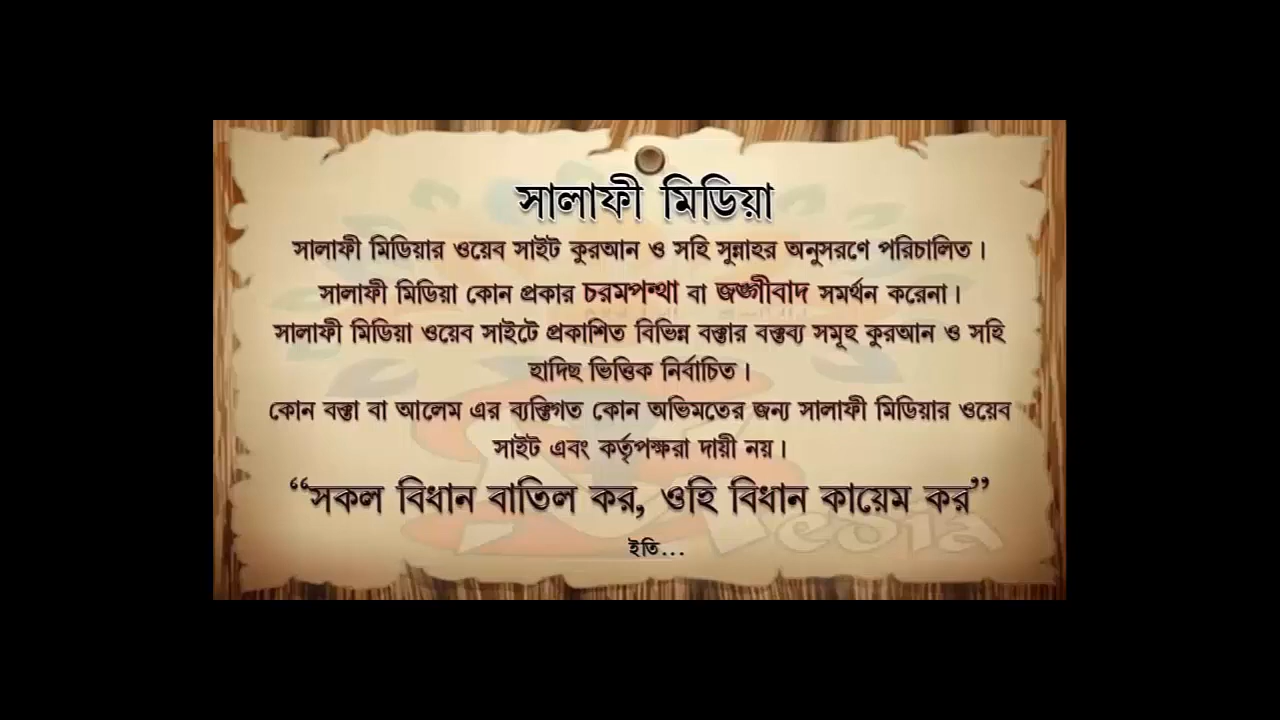 সালাফী মিডিয়া
সালাফী মিডিয়ার ওয়েব সাইট কুরআন ও সহি সুন্নাহর অনুসরণে পরিচালিত।
সালাফী মিডিয়া কোন প্রকার চরমপন্থা বা জঙ্গীবাদ সমর্থন করেনা।
সালাফী মিডিয়া ওয়েব সাইটে প্রকাশিত বিভিন্ন বক্তার বক্তব্য সমূহ কুরআন ও সহি
হাদিছ ভিত্তিক নির্বাচিত।
কোন বক্তা বা আলেম এর ব্যক্তিগত কোন অভিমতের জন্য সালাফী মিডিয়ার ওয়েব
সাইট এবং কর্তৃপক্ষরা দায়ী নয়।
“সকল বিধান বাতিল কর, ওহি বিধান কায়েম কর”
ইতি...
Media